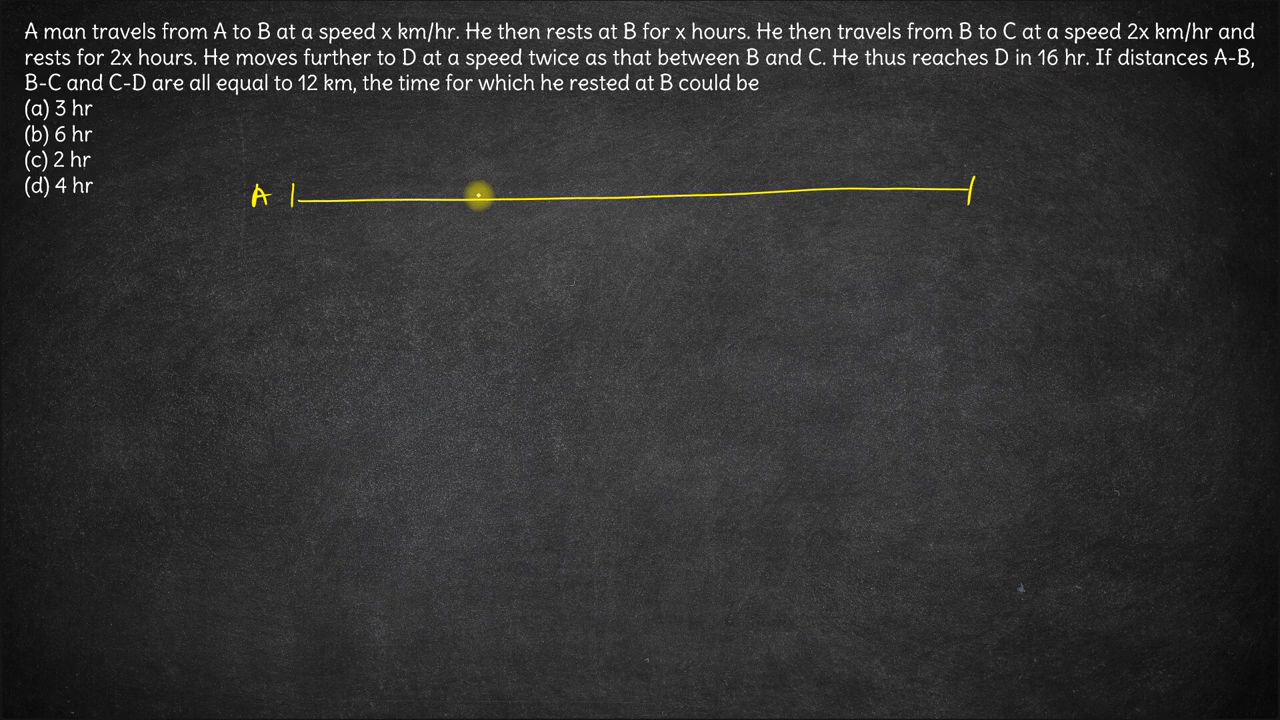 A man travels from A to B at a speed x km/hr. He then rests at B for x hours. He then travels from B to C at a speed 2x km/hr and
rests for 2x hours. He moves further to D at a speed twice as that between B and C. He thus reaches D in 16 hr. If distances A-B,
B-C and C-D are all equal to 12 km, the time for which he rested at B could be
(a) 3 hr
(b) 6 hr
(c) 2 hr
(d) 4 hr
A